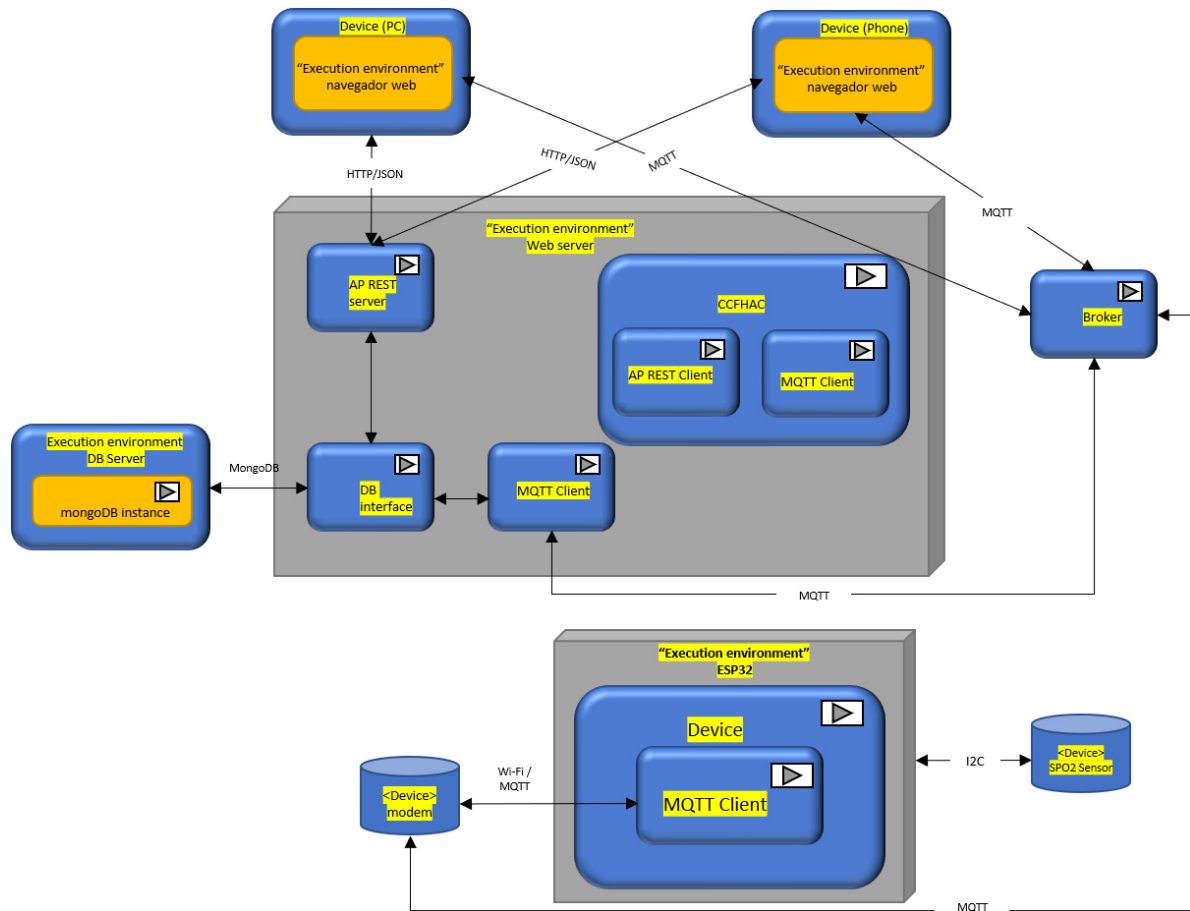 Device (PC)
“Execution environment”
navegador web
Device (Phone)
“Execution environment”
navegador web
HTTP/JSON
HTTP/JSON
MQTT
MQTT
“Execution environment”
Web server
AP REST
server
CCFHAC
AP REST Client
MQTT Client
Broker
Execution environment
DB Server
mongoDB instance
MongoDB
DB
interface
MQTT Client
MQTT
“Execution environment”
ESP32
Device
MQTT Client
Wi-Fi /
MQTT
<Device>
modem
I2C
<Device>
SPO2 Sensor
MQTT